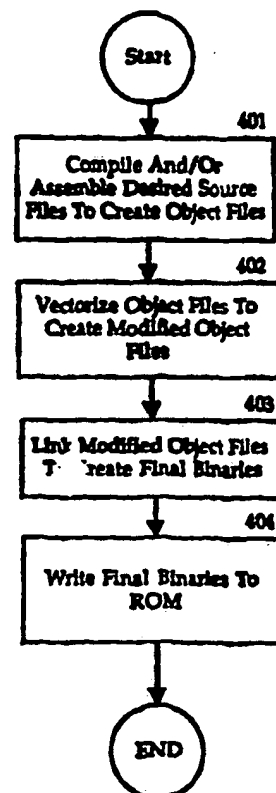 Start
401
Compile And/Or
Assemble Desired Source
Files To Create Object Files
402
Vectorize Object Files To
Create Modified Object
Files
403
Link Modified Object Files
Create Final Binaries
404
Write Final Binaries To
ROM
END